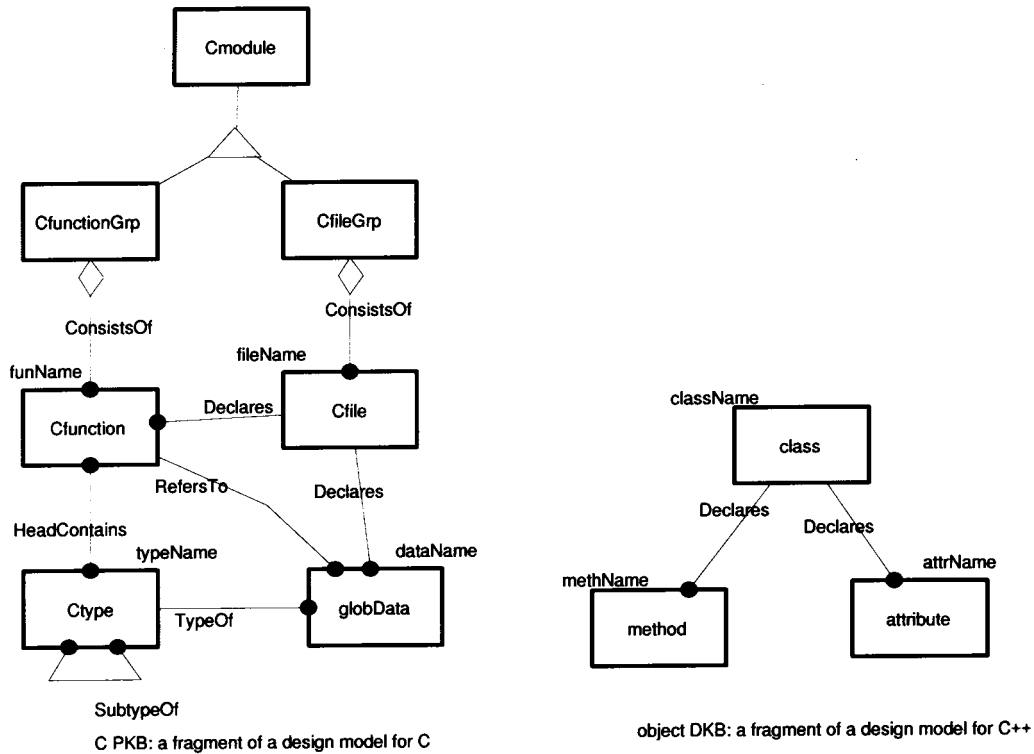 Cmodule
CfunctionGrp
CfileGrp
ConsistsOf
ConsistsOf
funName
fileName
Cfunction
Declares
Cfile
RefersTo
Declares
HeadContains
typeName
dataName
Ctype
TypeOf
globData
SubtypeOf
C PKB: a fragment of a design model for C
className
class
Declares
Declares
methName
attrName
method
attribute
object DKB: a fragment of a design model for C++